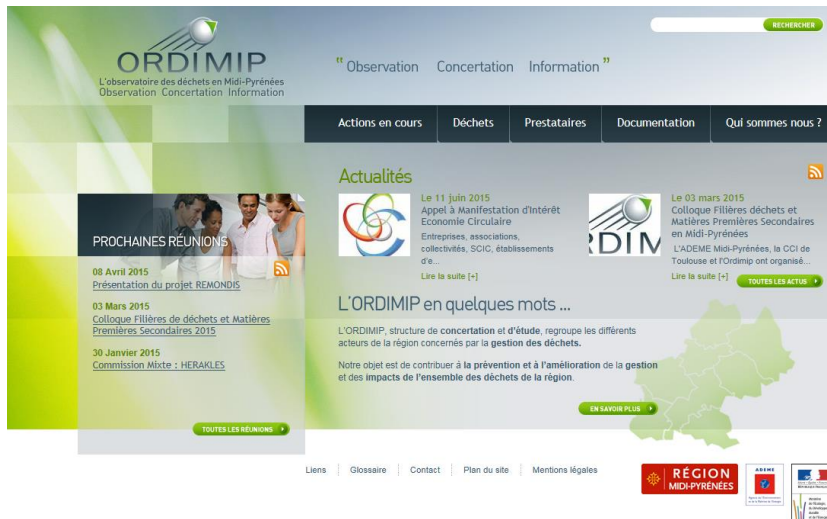 RECHERCHER
ORDIMIP
L'observatoire des déchets en Midi-Pyrénées
Observation Concertation Information
" Observation Concertation Information "
Actions en cours Déchets Prestataires Documentation Qui sommes nous ?
PROCHAINES RÉUNIONS
08 Avril 2015
Présentation du projet REMONDIS
03 Mars 2015
Colloque Filières de déchets et Matières
Premières Secondaires 2015
30 Janvier 2015
Commission Mixte : HERAKLES
TOUTES LES RÉUNIONS
Actualités
Le 11 juin 2015
Appel à Manifestation d'Intérêt
Economie Circulaire
Entreprises, associations,
collectivités, SCIC, établissements
d'e...
Lire la suite [+]
RDIM
Le 03 mars 2015
Colloque Filières déchets et
Matières Premières Secondaires
en Midi-Pyrénées
L'ADEME Midi-Pyrénées, la CCI de
Toulouse et l'Ordimip ont organisé...
Lire la suite [+]
TOUTES LES ACTUS
L'ORDIMIP en quelques mots ...
L'ORDIMIP, structure de concertation et d'étude, regroupe les différents
acteurs de la région concernés par la gestion des déchets.
Notre objet est de contribuer à la prévention et à l'amélioration de la gestion
et des impacts de l'ensemble des déchets de la région.
EN SAVOIR PLUS
Liens Glossaire Contact Plan du site Mentions légales
RÉGION
MIDI-PYRÉNÉES
ADEME